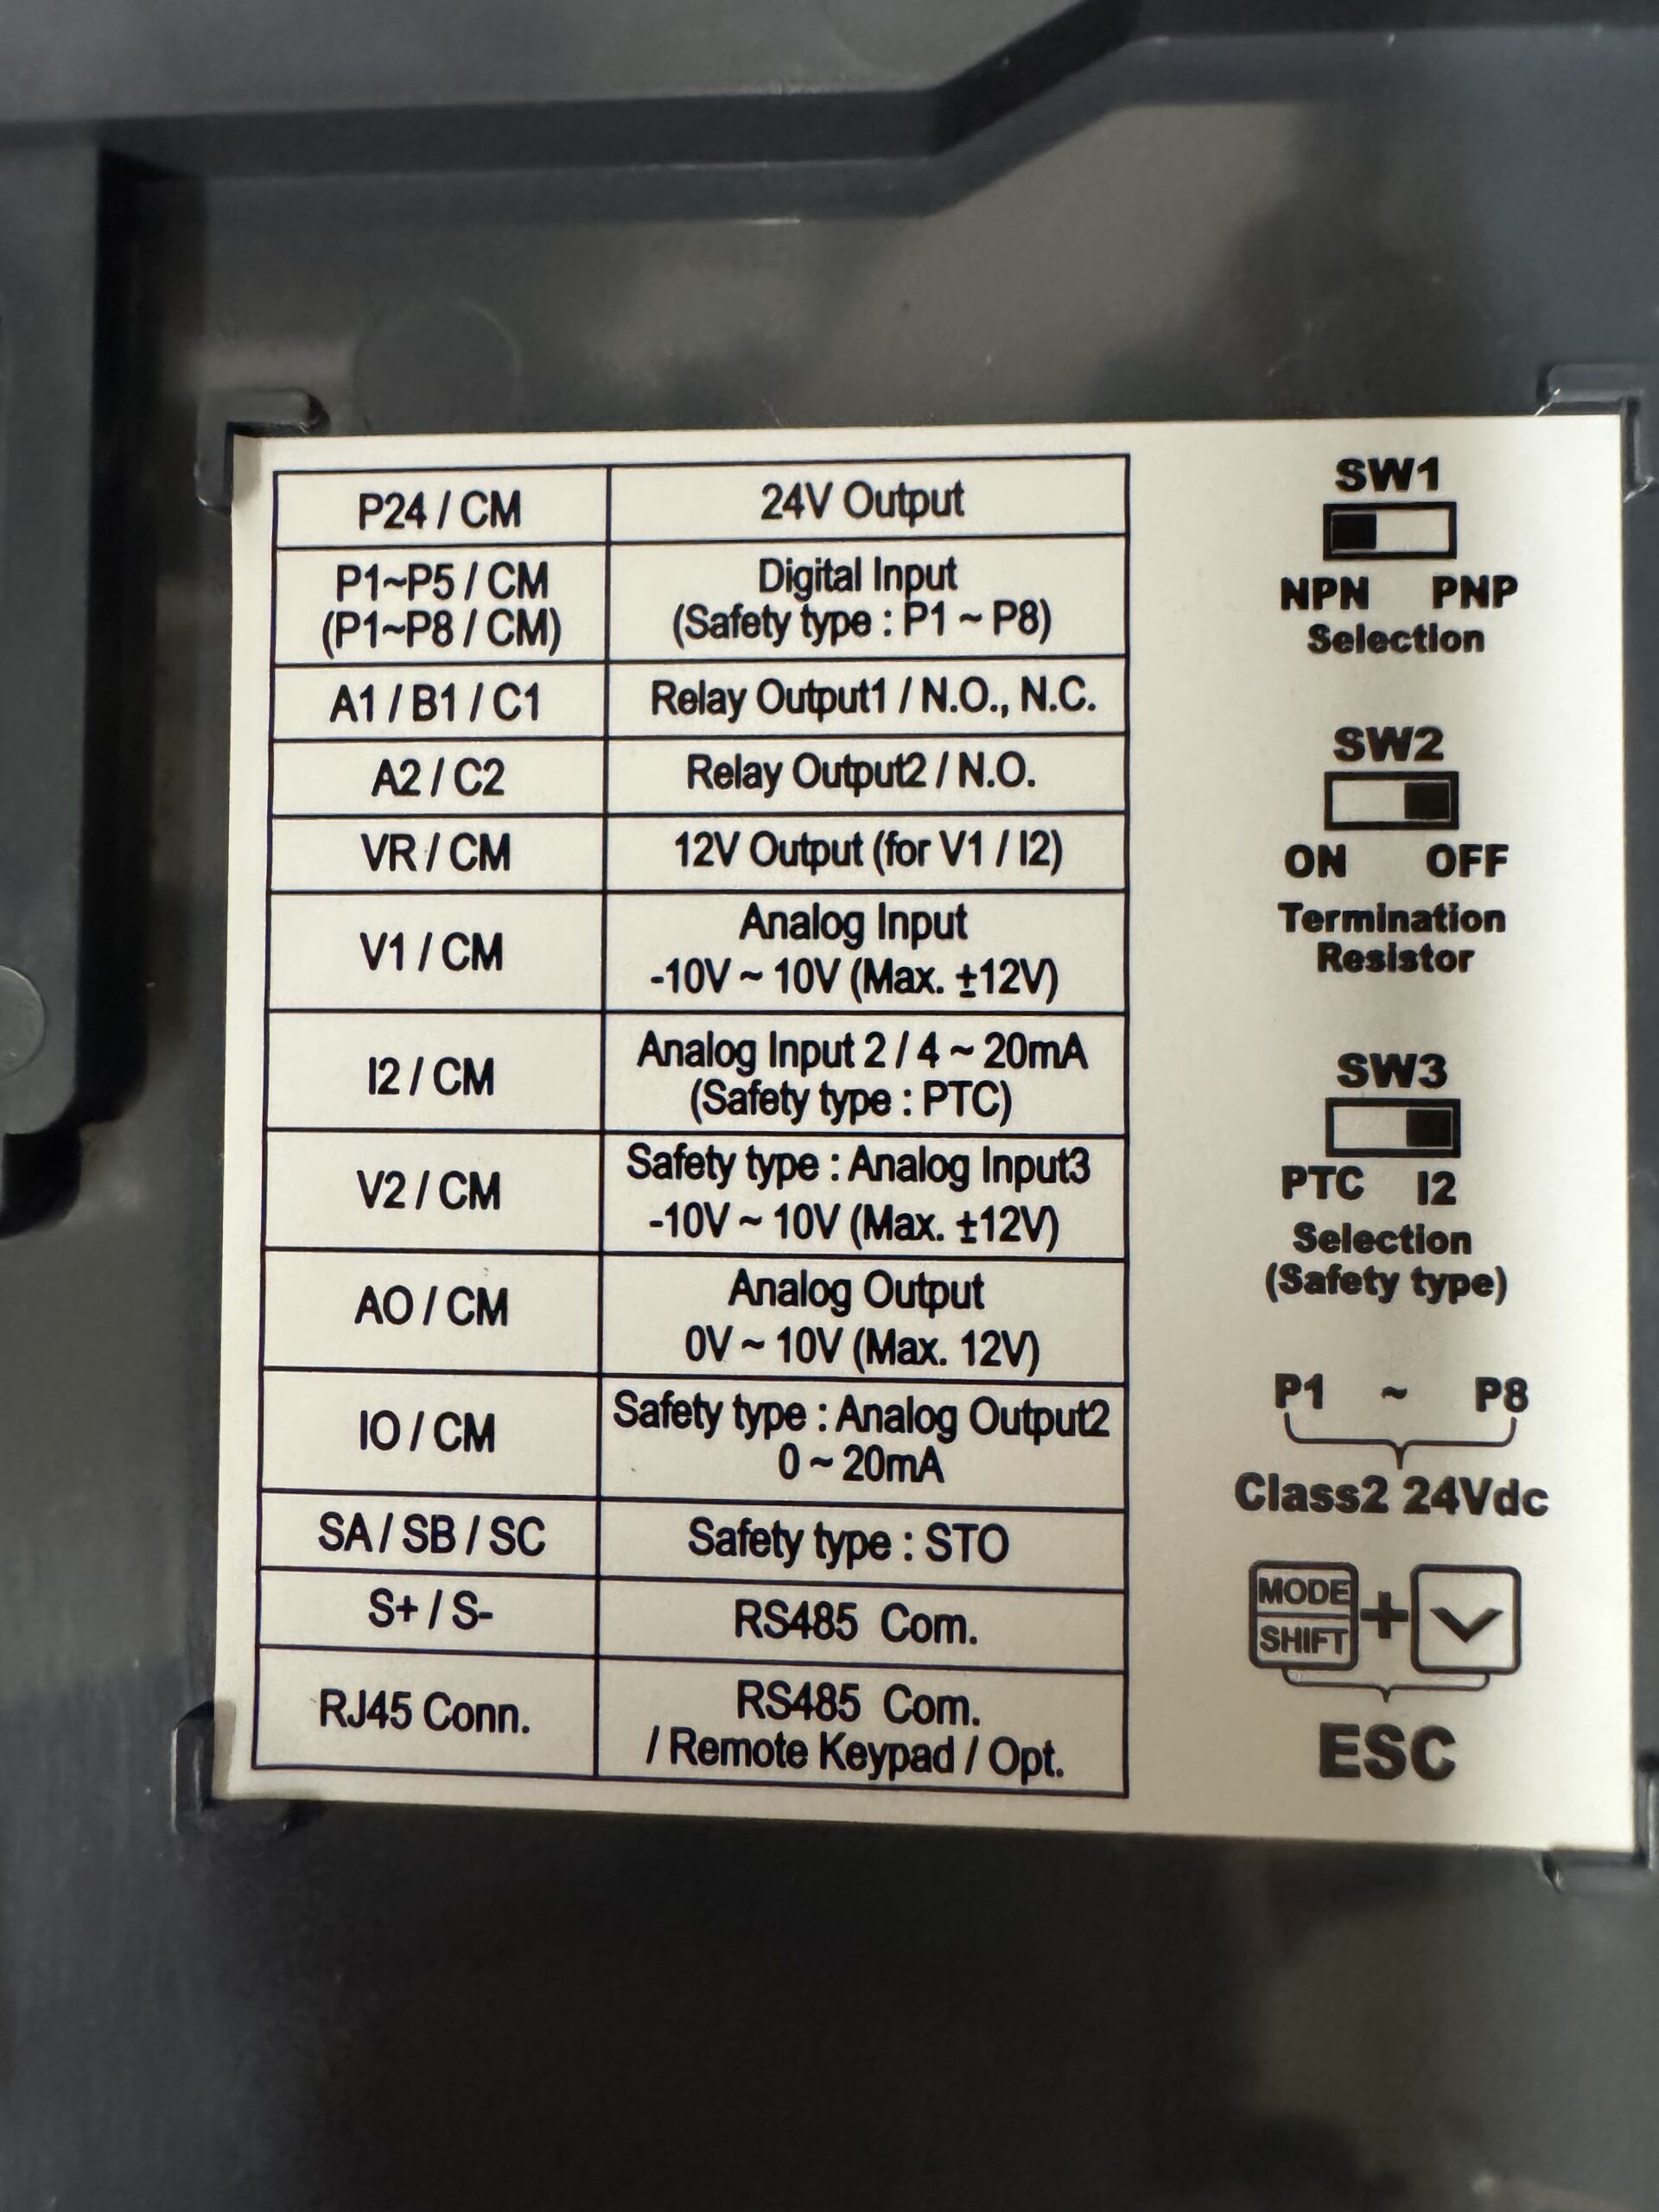 P24 / CM
24V Output
P1~P5 / CM
(P1~P8 / CM)
Digital Input
(Safety type : P1 ~ P8)
A1 / B1 / C1
Relay Output1 / N.O., N.C.
A2 / C2
Relay Output2 / N.O.
VR / CM
12V Output (for V1 / I2)
V1 / CM
Analog Input
-10V ~ 10V (Max. ±12V)
I2 / CM
Analog Input 2 / 4 ~ 20mA
(Safety type : PTC)
V2 / CM
Safety type : Analog Input3
-10V ~ 10V (Max. ±12V)
AO / CM
Analog Output
0V ~ 10V (Max. 12V)
IO / CM
Safety type : Analog Output2
0 ~ 20mA
SA / SB / SC
Safety type : STO
S+ / S-
RS485 Com.
RJ45 Conn.
RS485 Com.
/ Remote Keypad / Opt.
SW1
NPN PNP
Selection
SW2
ON OFF
Termination
Resistor
SW3
PTC I2
Selection
(Safety type)
P1 ~ P8
Class2 24Vdc
MODE
SHIFT
+
ESC